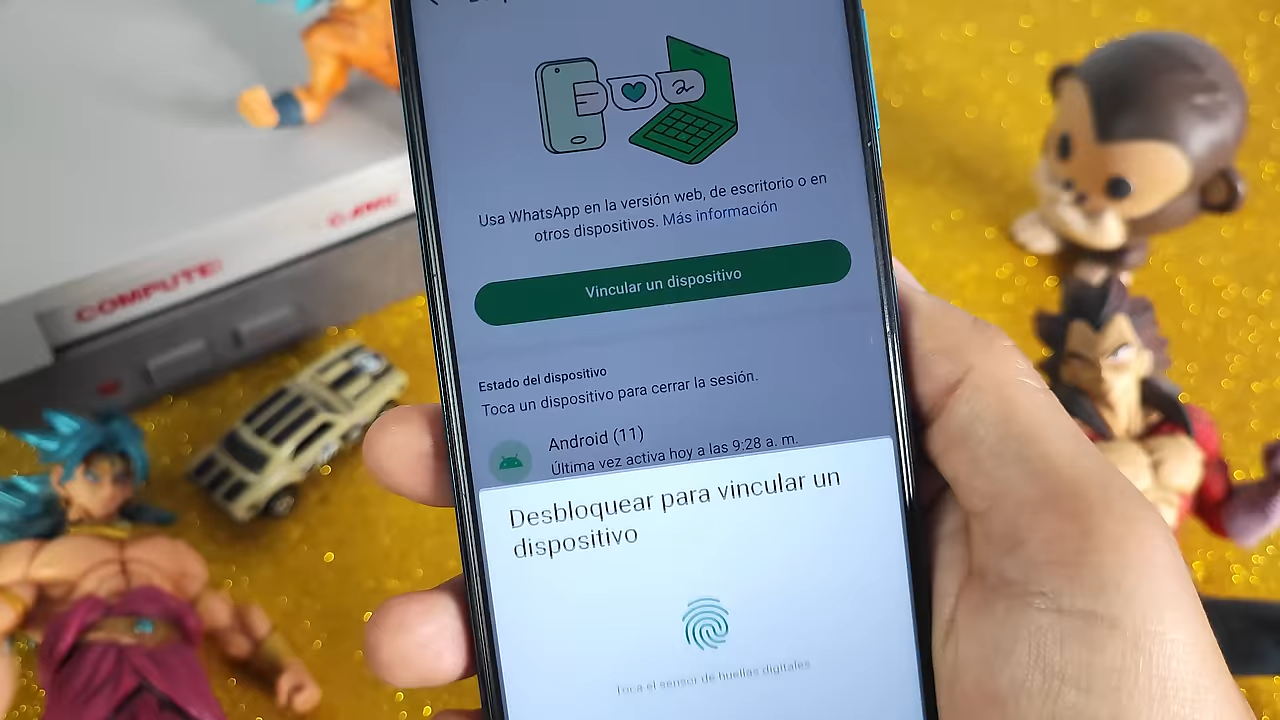 Usa WhatsApp en la versión web, de escritorio o en
otros dispositivos. Más información
Vincular un dispositivo
Estado del dispositivo
Toca un dispositivo para cerrar la sesión.
Android (11)
Última vez activa hoy a las 9:28 a. m.
Desbloquear para vincular un
dispositivo
Toca el sensor de huellas digitales
COMPUTE